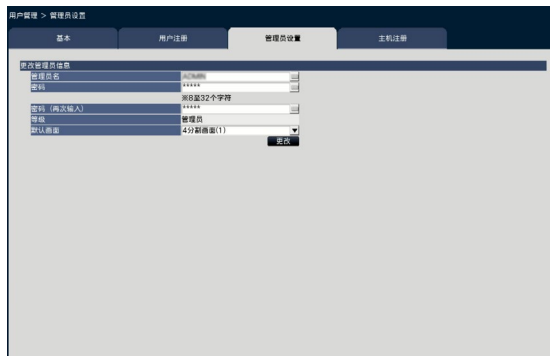 用户管理 > 管理员设置
基本 用户注册 管理员设置 主机注册
更改管理员信息
管理员名
密码 *****
※8至32个字符
密码（再次输入） *****
等级 管理员
默认画面 4分割画面(1)
更改